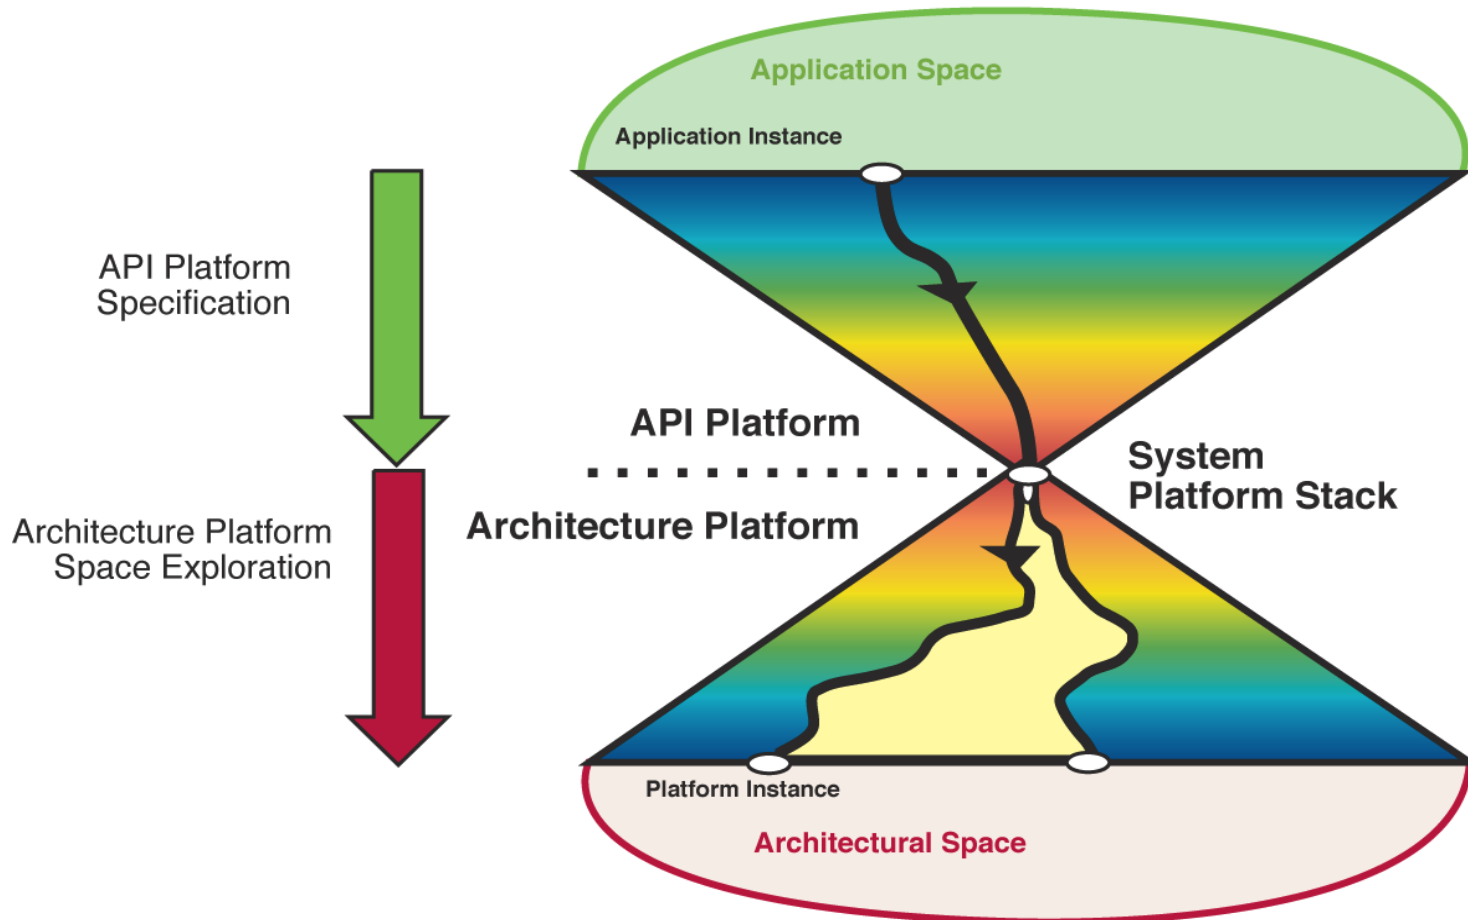 Application Space
Application Instance
API Platform
Specification
API Platform
System
Platform Stack
Architecture Platform
Architecture Platform
Space Exploration
Platform Instance
Architectural Space